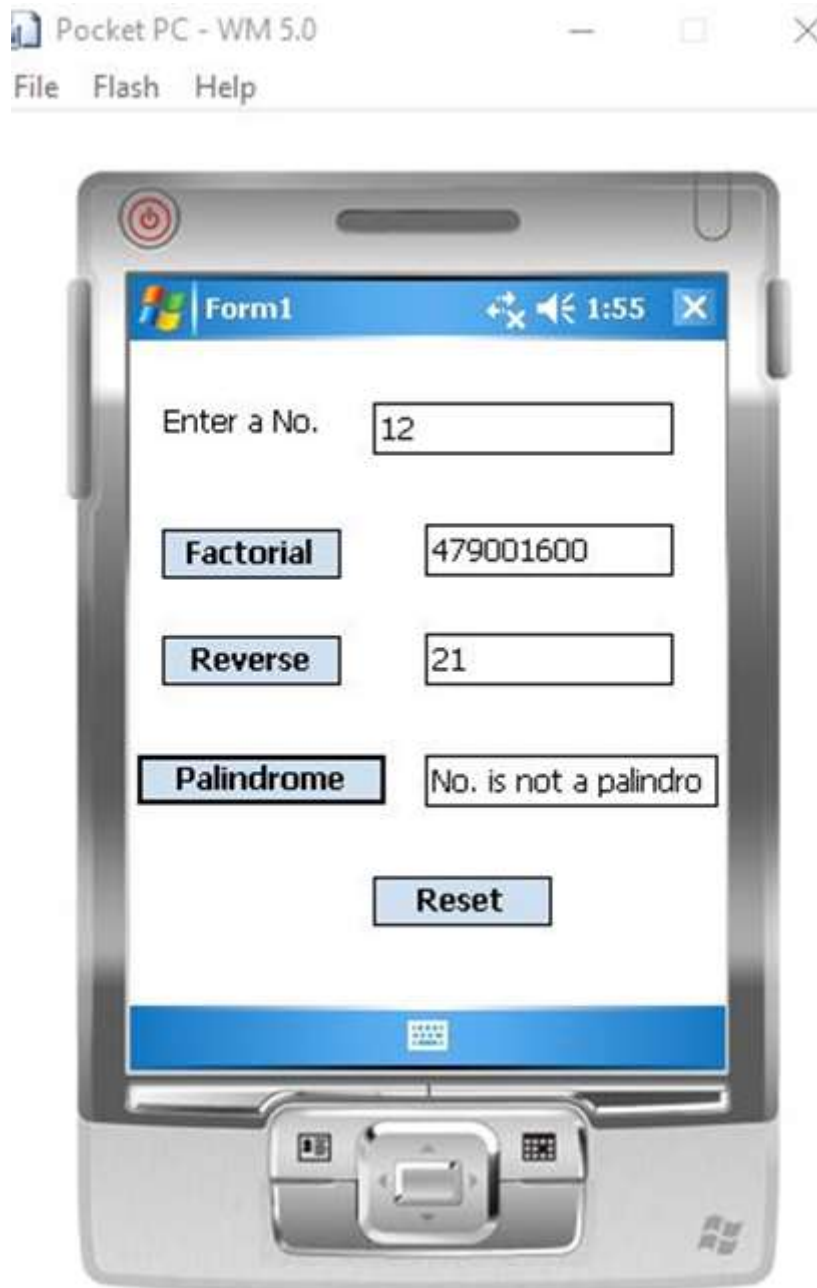 Pocket PC - WM 5.0
File Flash Help
Form1 1:55
Enter a No. 12
Factorial 479001600
Reverse 21
Palindrome No. is not a palindro
Reset